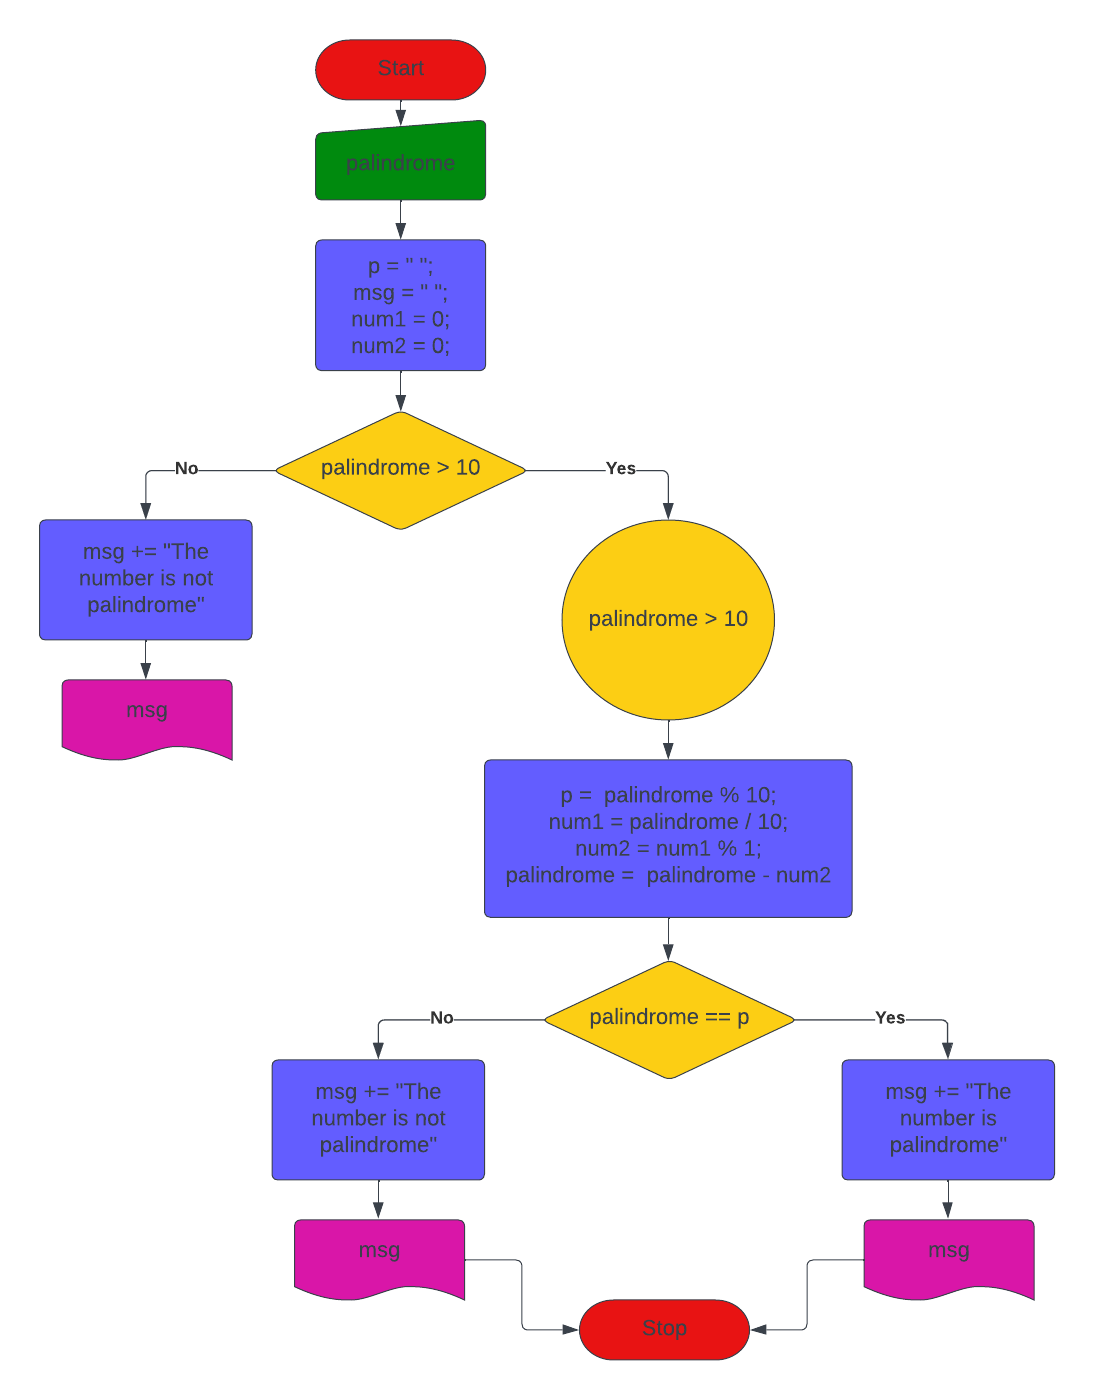 Start
palindrome
p = " ";
msg = " ";
num1 = 0;
num2 = 0;
palindrome > 10
No
Yes
msg += "The
number is not
palindrome"
msg
palindrome > 10
p =  palindrome % 10;
num1 = palindrome / 10;
num2 = num1 % 1;
palindrome =  palindrome - num2
palindrome == p
No
Yes
msg += "The
number is not
palindrome"
msg
msg += "The
number is
palindrome"
msg
Stop